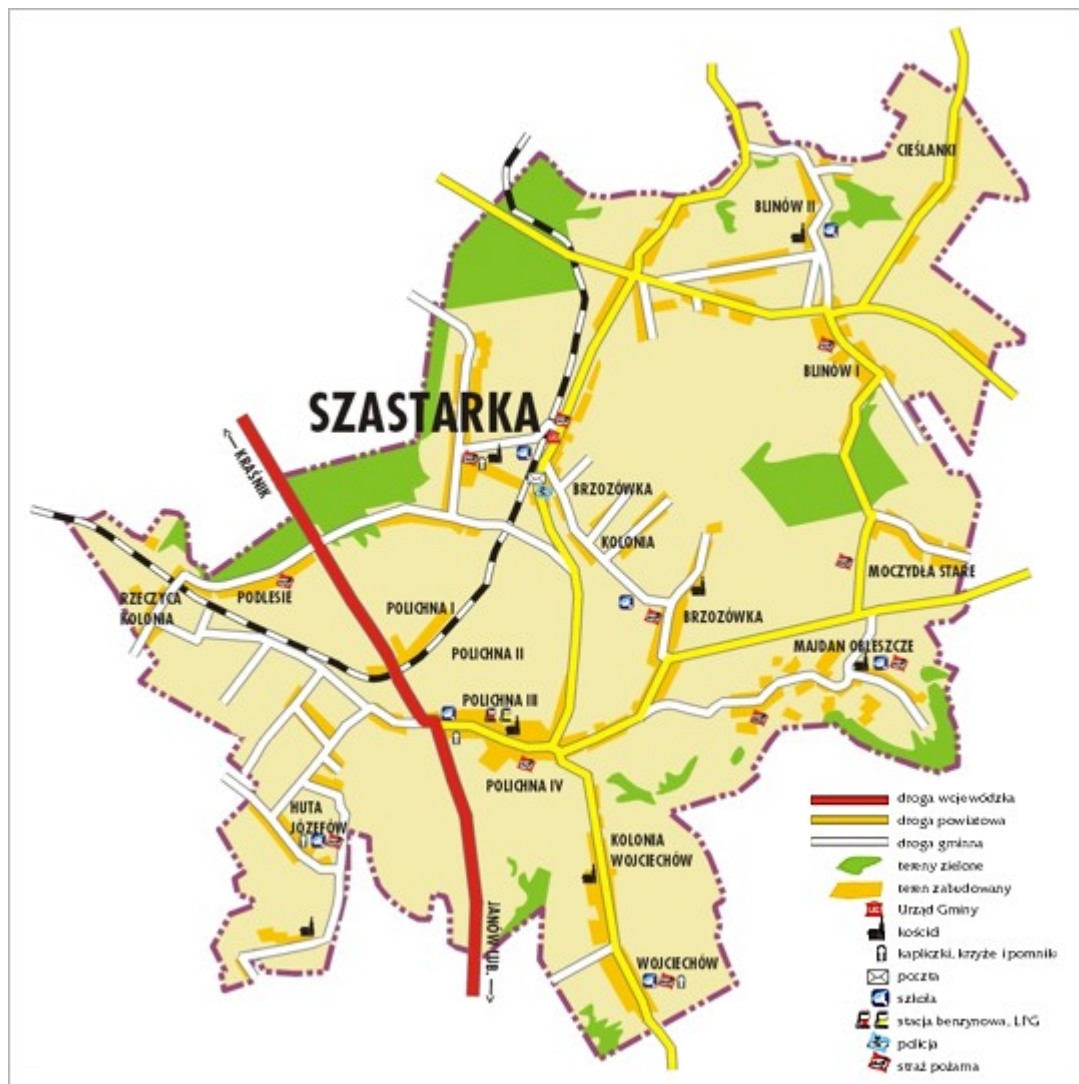 CIEŚLANKI
BLINÓW II
BLINÓW I
SZASTARKA
← KRAŚNIK
BRZOZÓWKA
KOLONIA
MOCZYDŁA STARE
RZECZYCA
KOLONIA
PODLESIE
POLICHNA I
BRZOZÓWKA
POLICHNA II
MAJDAN OBLESZCZE
POLICHNA III
POLICHNA IV
HUTA
JÓZEFÓW
KOLONIA
WOJCIECHÓW
JANÓW LUB. →
WOJCIECHÓW
droga wojewódzka
droga powiatowa
droga gminna
tereny zielone
teren zabudowany
UG
Urząd Gminy
kościół
kapliczki, krzyże i pomniki
poczta
szkoła
stacja benzynowa, LPG
policja
straż pożarna